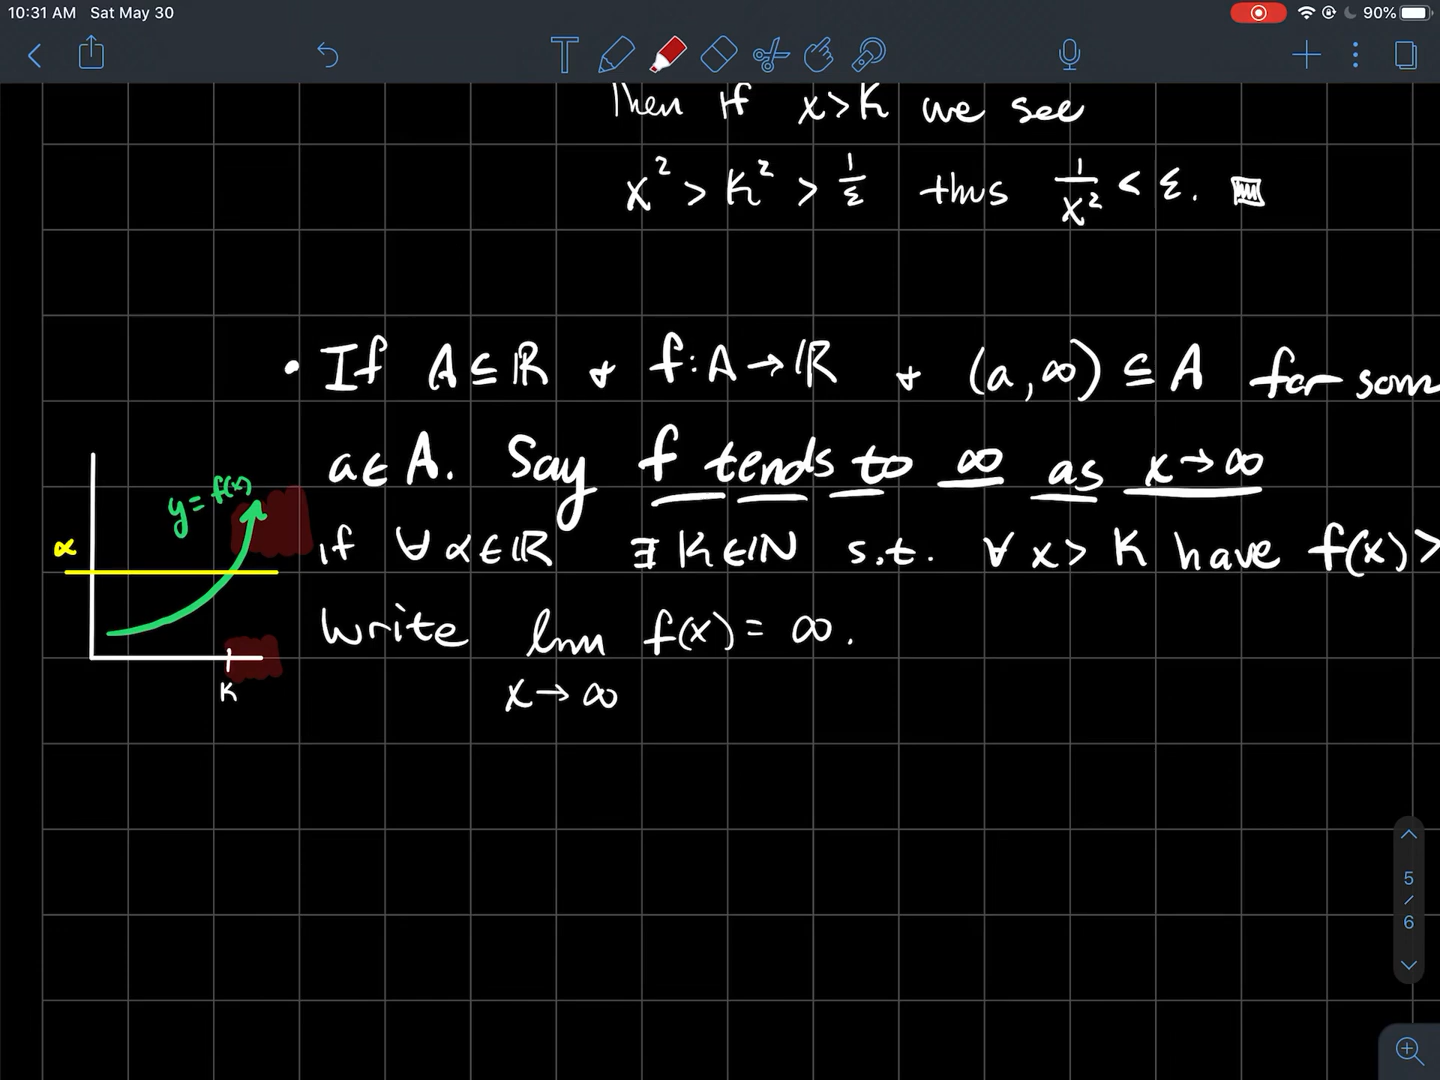 10:31 AM Sat May 30
90%
T
Then if x>K we see
x² > K² > 1/ε thus 1/x² < ε.
• If A⊆ℝ & f:A→ℝ & (a,∞)⊆A for som
a∈A. Say f tends to ∞ as x→∞
if ∀α∈ℝ ∃K∈ℕ s.t. ∀x>K have f(x)>
Write lim f(x)=∞.
x→∞
y=f(x)
α
K
5
/
6